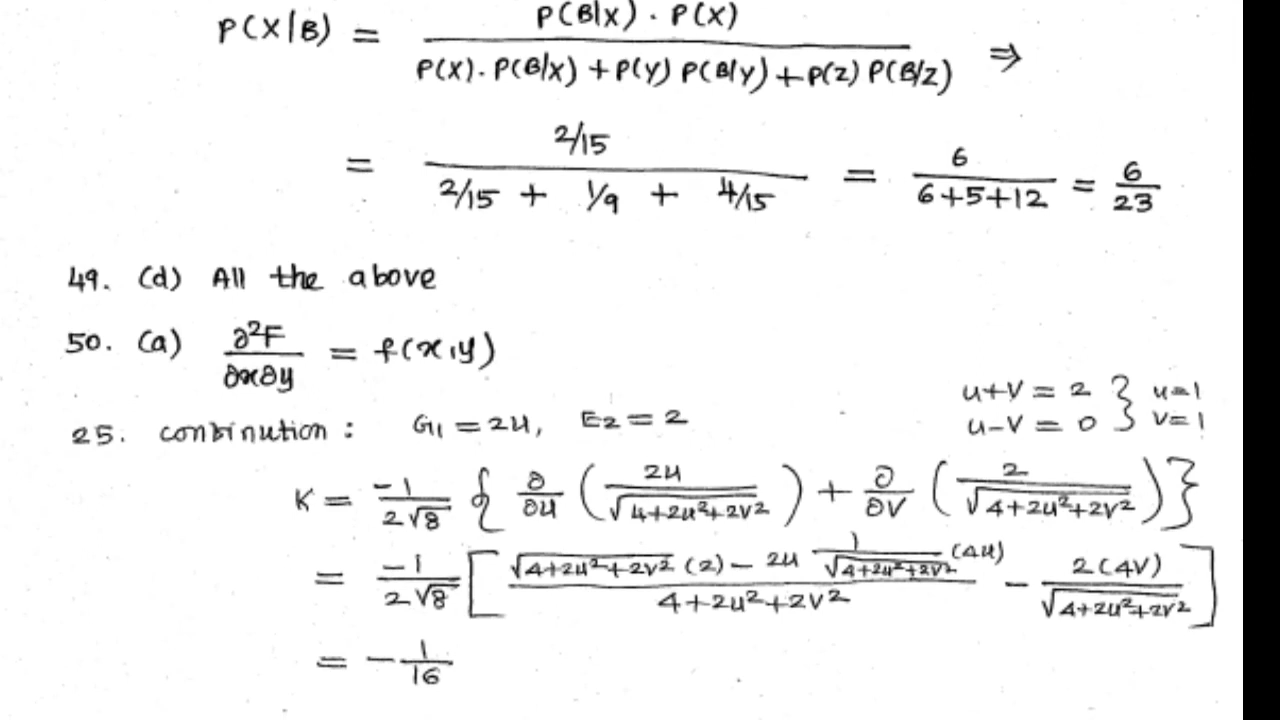 P(X/B) = P(B|X) . P(X) / P(X). P(B|X) + P(Y) P(B|Y) + P(Z) P(B/Z) ⇒
= 2/15 / 2/15 + 1/9 + 4/15 = 6 / 6+5+12 = 6/23
49. (d) All the above
50. (a) ∂²F / ∂x∂y = f(x,y)
u+v = 2 } u=1
u-v = 0 } v=1
25. : G1 = 2u, E2 = 2
K = -1 / 2√8 { ∂/∂u ( 2u / √4+2u²+2v² ) + ∂/∂v ( 2 / √4+2u²+2v² ) }
= -1 / 2√8 [ √4+2u²+2v² (2) - 2u 1 / √4+2u²+2v² (4u) / 4+2u²+2v² - 2(4v) / √4+2u²+2v² ]
= - 1/16